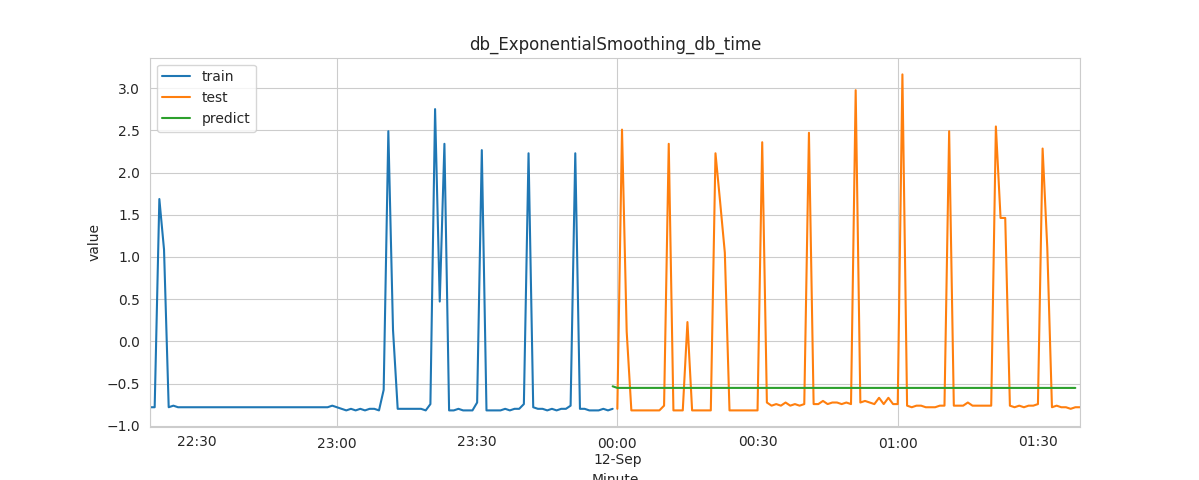 db_ExponentialSmoothing_db_time
train
test
predict
value
3.0
2.5
2.0
1.5
1.0
0.5
0.0
−0.5
−1.0
22:30
23:00
23:30
00:00
12-Sep
00:30
01:00
01:30
Minute